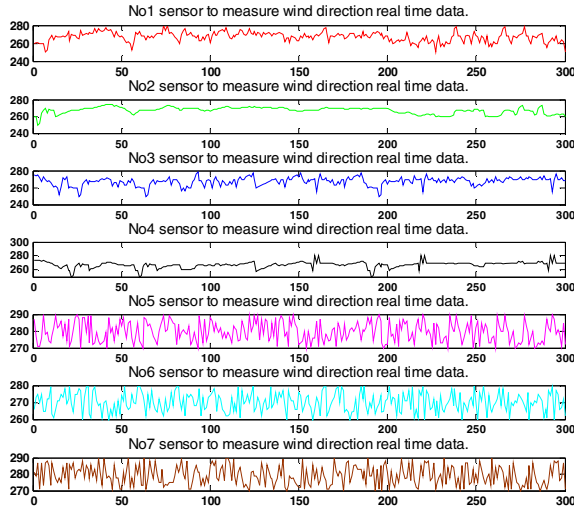 No1 sensor to measure wind direction real time data.
280
260
240
0 50 100 150 200 250 300
No2 sensor to measure wind direction real time data.
280
260
240
0 50 100 150 200 250 300
No3 sensor to measure wind direction real time data.
280
260
240
0 50 100 150 200 250 300
No4 sensor to measure wind direction real time data.
300
280
260
0 50 100 150 200 250 300
No5 sensor to measure wind direction real time data.
290
280
270
0 50 100 150 200 250 300
No6 sensor to measure wind direction real time data.
280
270
260
0 50 100 150 200 250 300
No7 sensor to measure wind direction real time data.
290
280
270
0 50 100 150 200 250 300